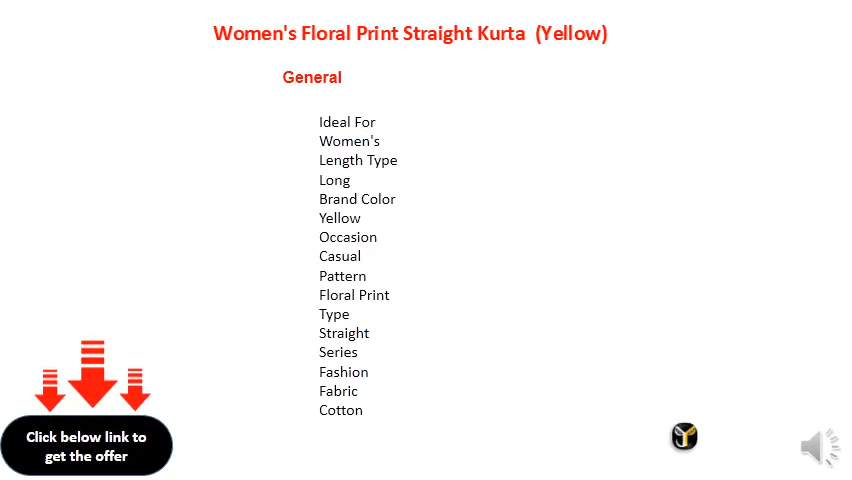 Women's Floral Print Straight Kurta  (Yellow)
General
Ideal For
Women's
Length Type
Long
Brand Color
Yellow
Occasion
Casual
Pattern
Floral Print
Type
Straight
Series
Fashion
Fabric
Cotton
Click below link to
get the offer